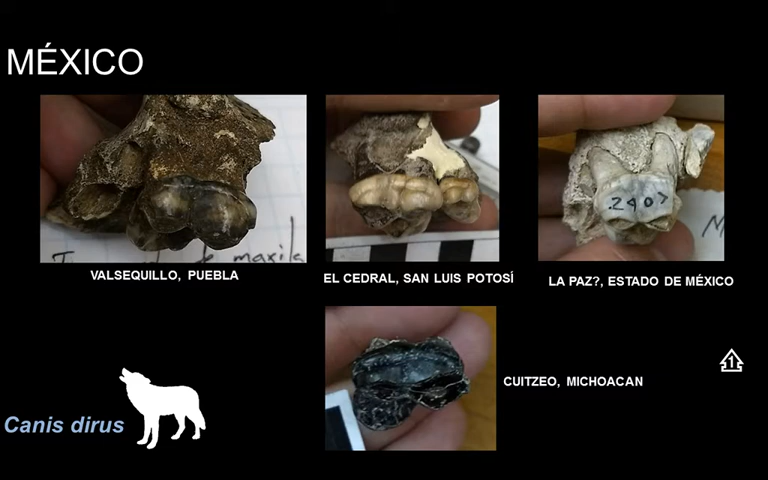 MÉXICO
maxila
.2407
M
VALSEQUILLO, PUEBLA
EL CEDRAL, SAN LUIS POTOSÍ
LA PAZ?, ESTADO DE MÉXICO
CUITZEO, MICHOACAN
1
Canis dirus